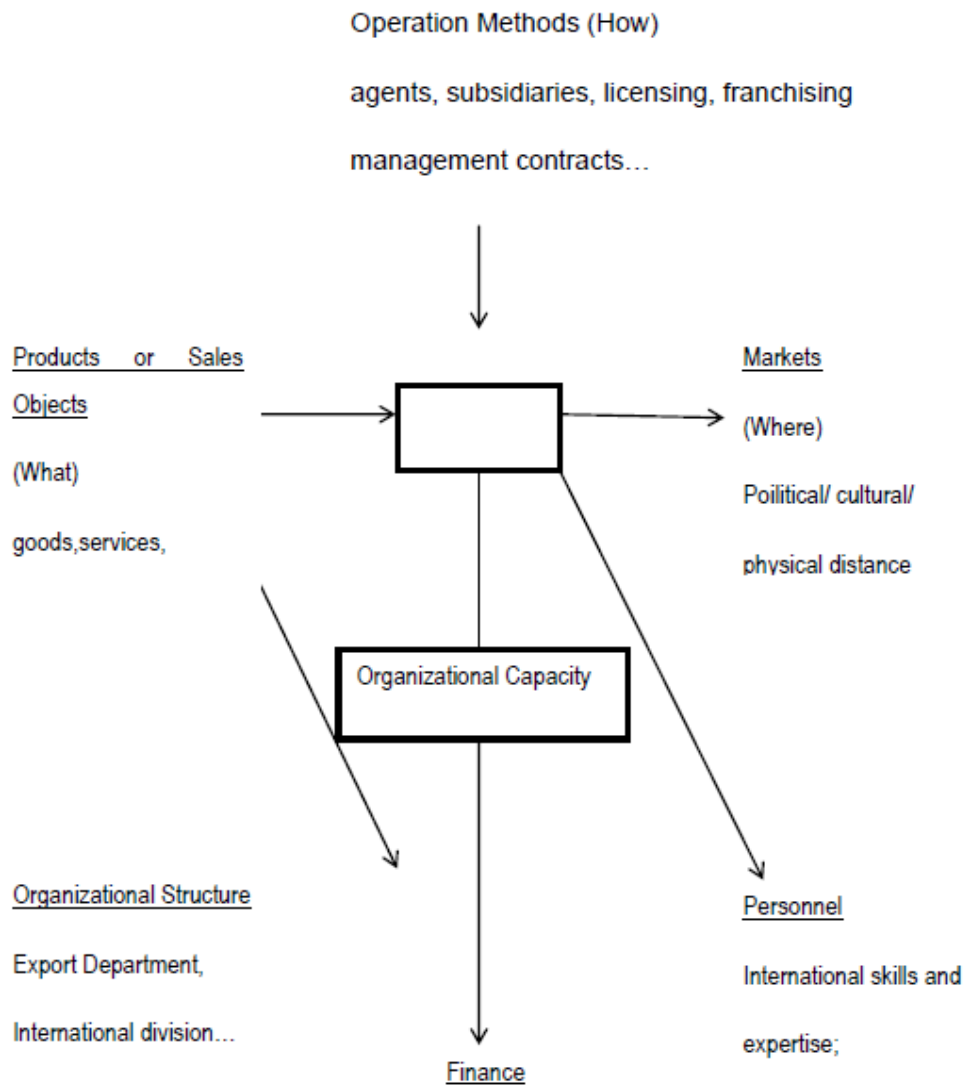 Operation Methods (How)
agents, subsidiaries, licensing, franchising
management contracts…
Products or Sales
Objects
(What)
goods,services,
Markets
(Where)
Poilitical/ cultural/
physical distance
Organizational Capacity
Organizational Structure
Export Department,
International division…
Personnel
International skills and
expertise;
Finance